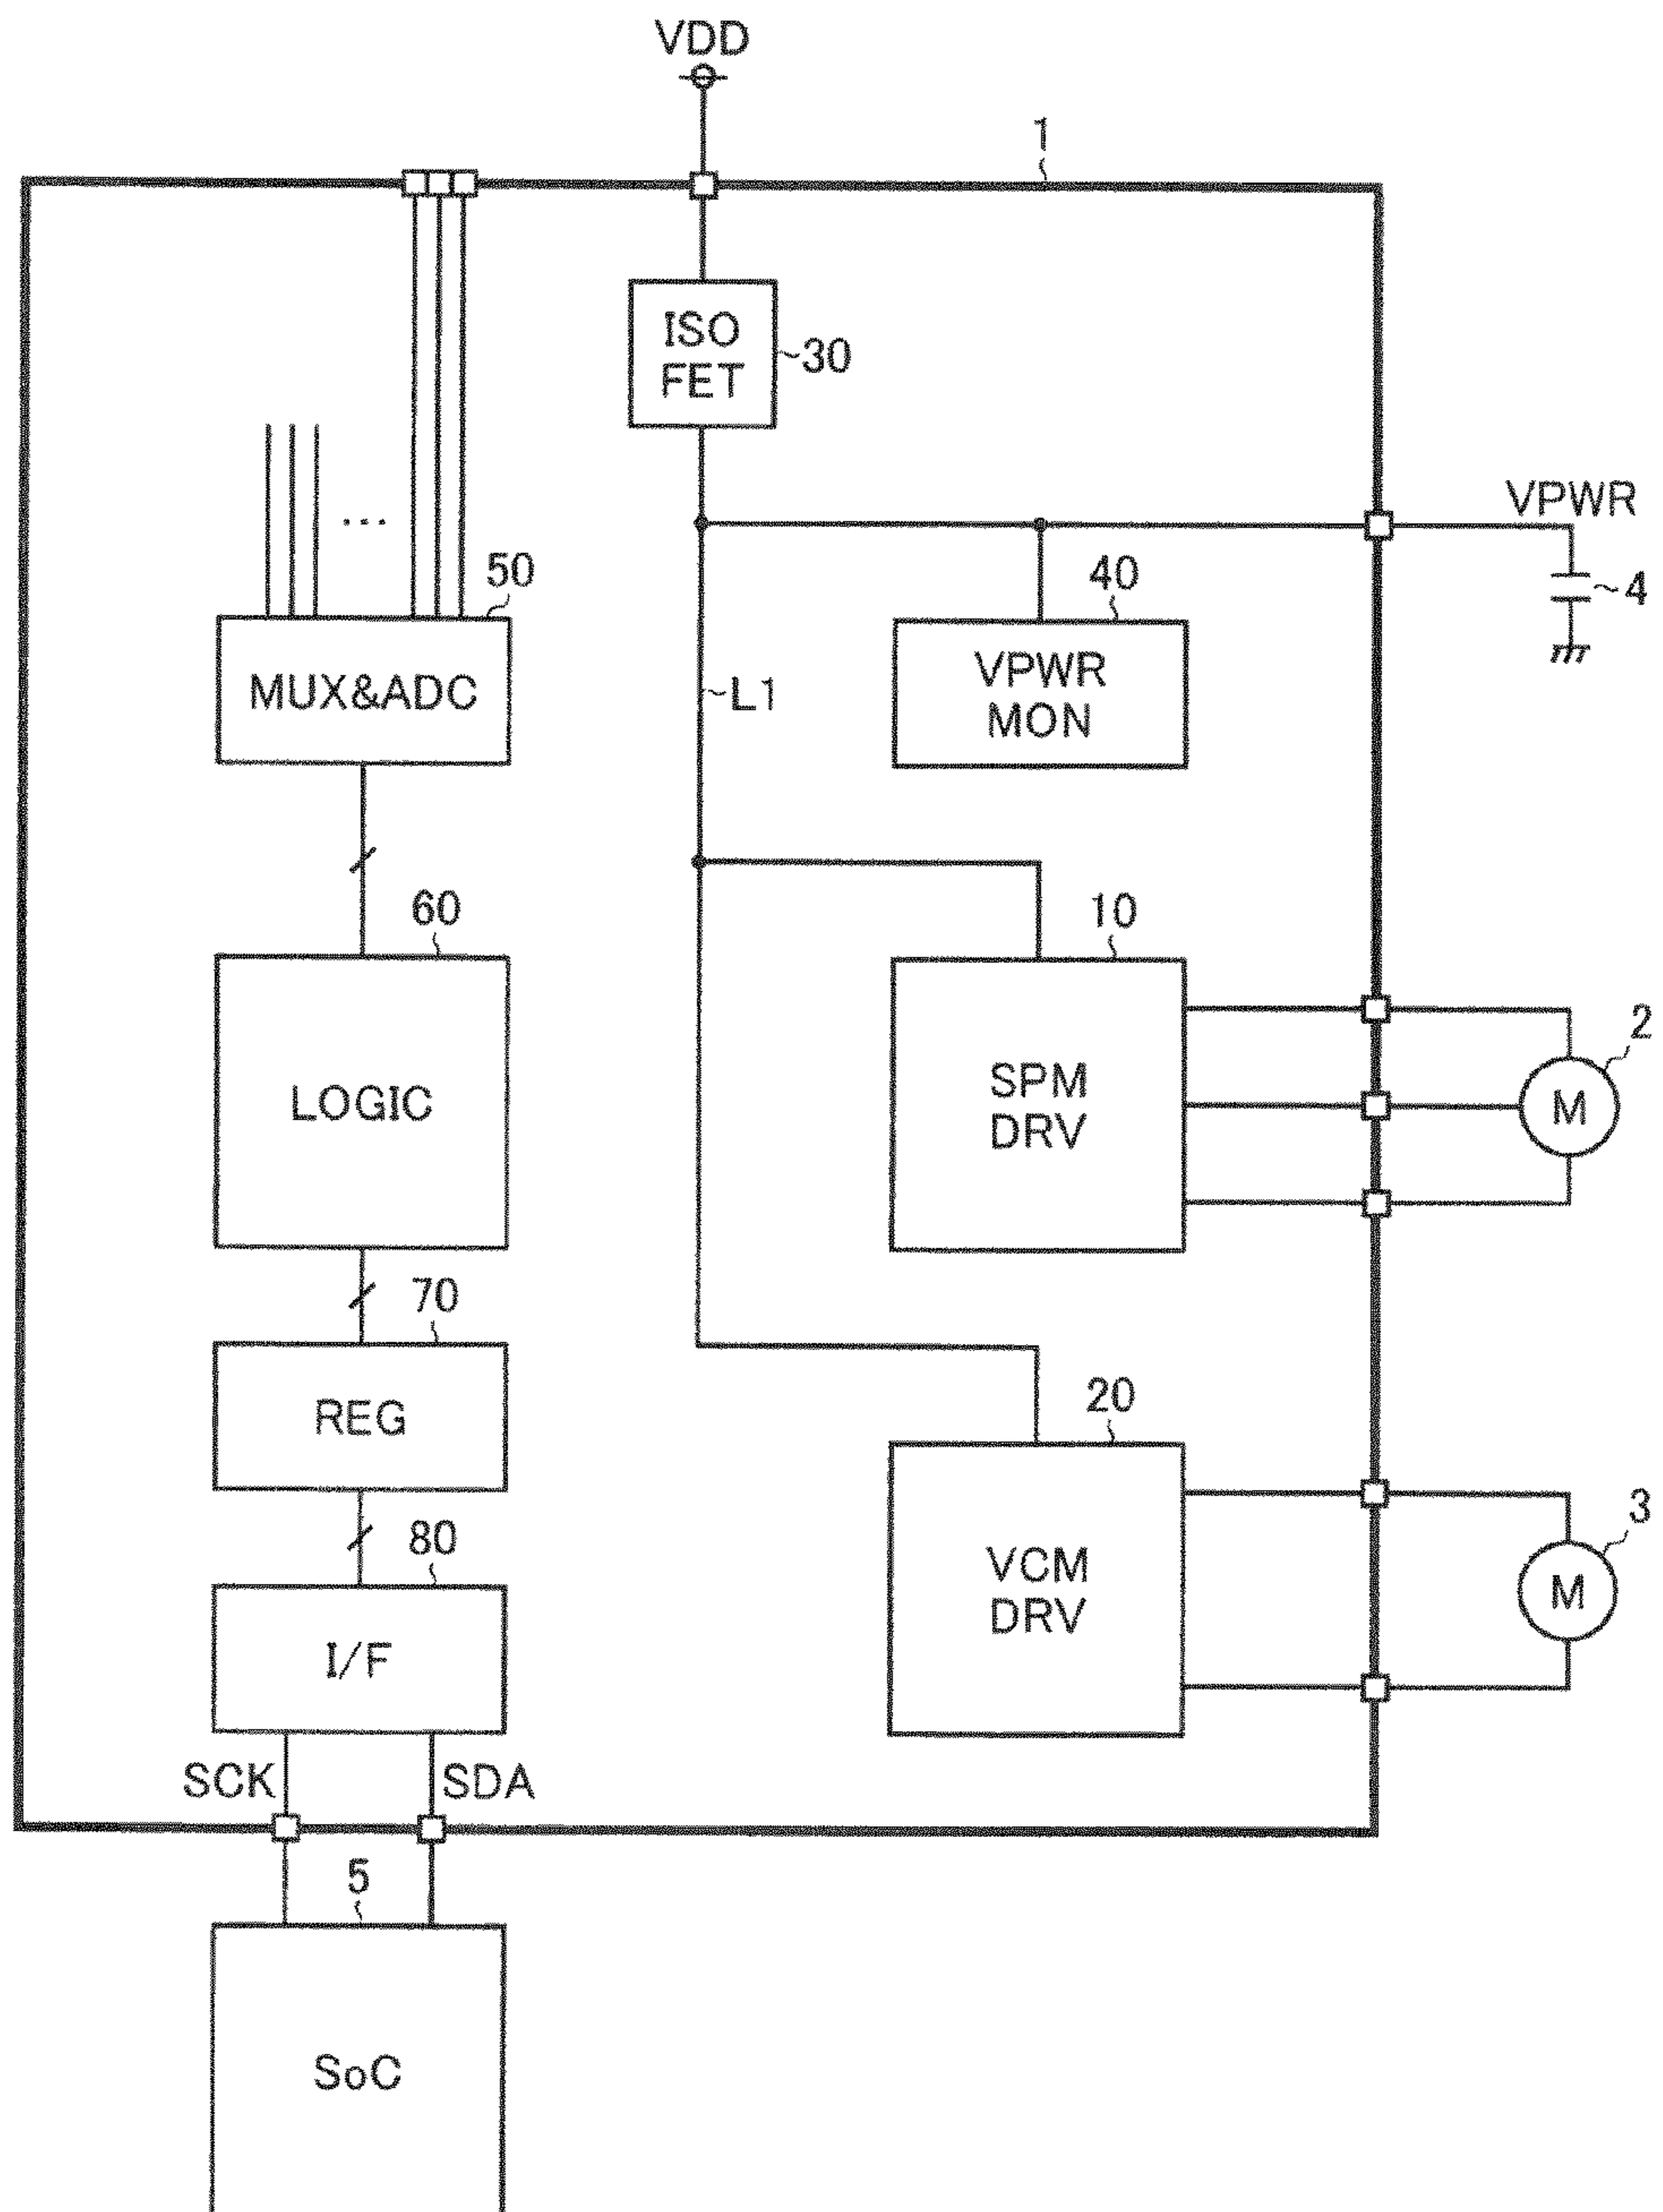 VDD
1
ISO
FET
30
VPWR
...
50
40
4
MUX&ADC
VPWR
MON
L1
60
10
2
LOGIC
SPM
DRV
M
70
REG
20
80
3
I/F
VCM
DRV
M
SCK
SDA
5
SoC